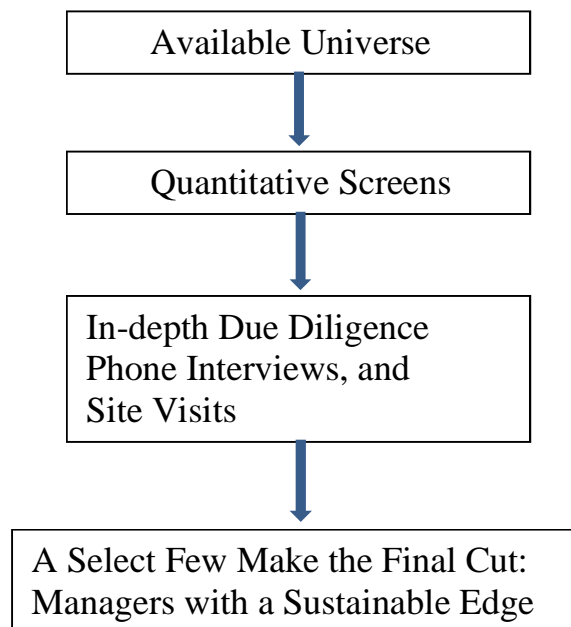 Available Universe
Quantitative Screens
In-depth Due Diligence
Phone Interviews, and
Site Visits
A Select Few Make the Final Cut:
Managers with a Sustainable Edge